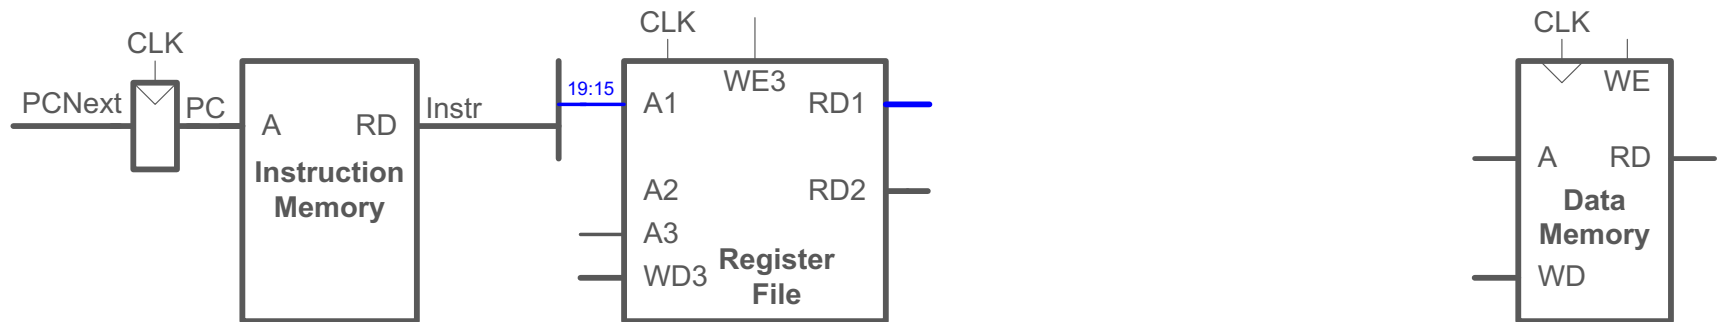 CLK
CLK
CLK
PCNext
PC
A
RD
Instruction
Memory
Instr
19:15
A1
WE3
RD1
A2
RD2
A3
WD3
Register
File
WE
A
RD
Data
Memory
WD